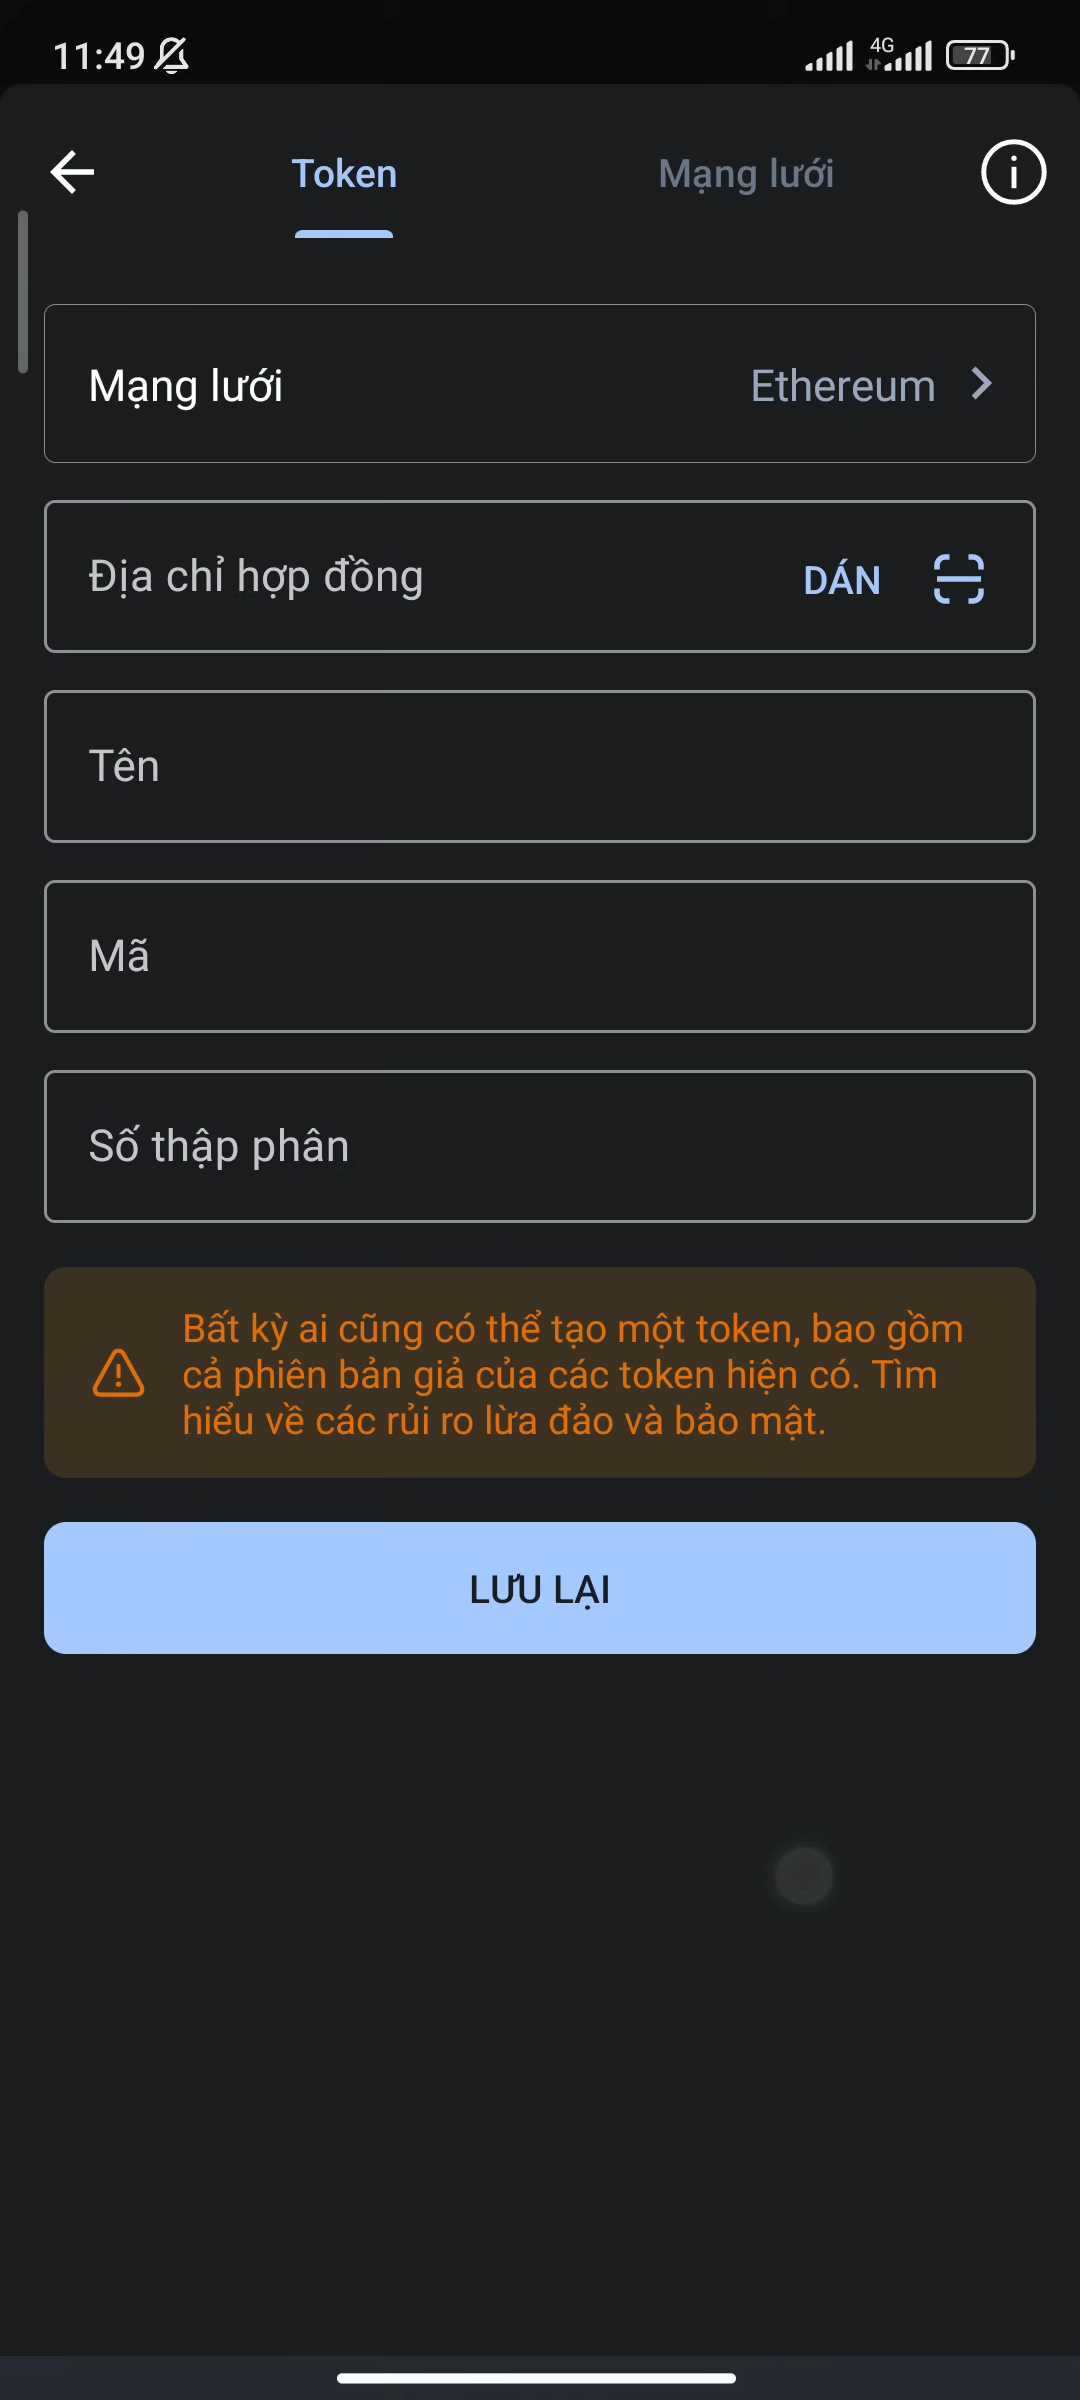 11:49
4G
77
Token
Mạng lưới
Mạng lưới
Ethereum
Địa chỉ hợp đồng
DÁN
Tên
Mã
Số thập phân
Bất kỳ ai cũng có thể tạo một token, bao gồm
cả phiên bản giả của các token hiện có. Tìm
hiểu về các rủi ro lừa đảo và bảo mật.
LƯU LẠI